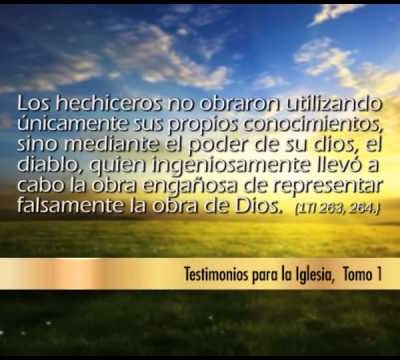 Los hechiceros no obraron utilizando
únicamente sus propios conocimientos,
sino mediante el poder de su dios, el
diablo, quien ingeniosamente llevó a
cabo la obra engañosa de representar
falsamente la obra de Dios. (1TI 263, 264.)
Testimonios para la Iglesia, Tomo 1